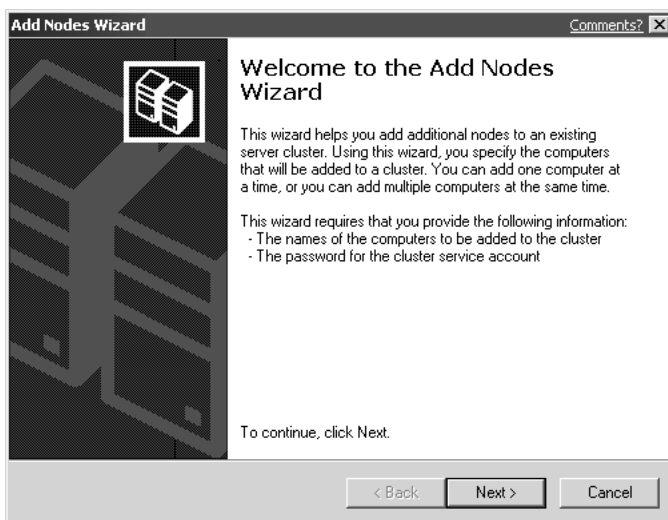 Add Nodes Wizard Comments?
Welcome to the Add Nodes
Wizard
This wizard helps you add additional nodes to an existing
server cluster. Using this wizard, you specify the computers
that will be added to a cluster. You can add one computer at
a time, or you can add multiple computers at the same time.
This wizard requires that you provide the following information:
- The names of the computers to be added to the cluster
- The password for the cluster service account
To continue, click Next.
< Back Next > Cancel